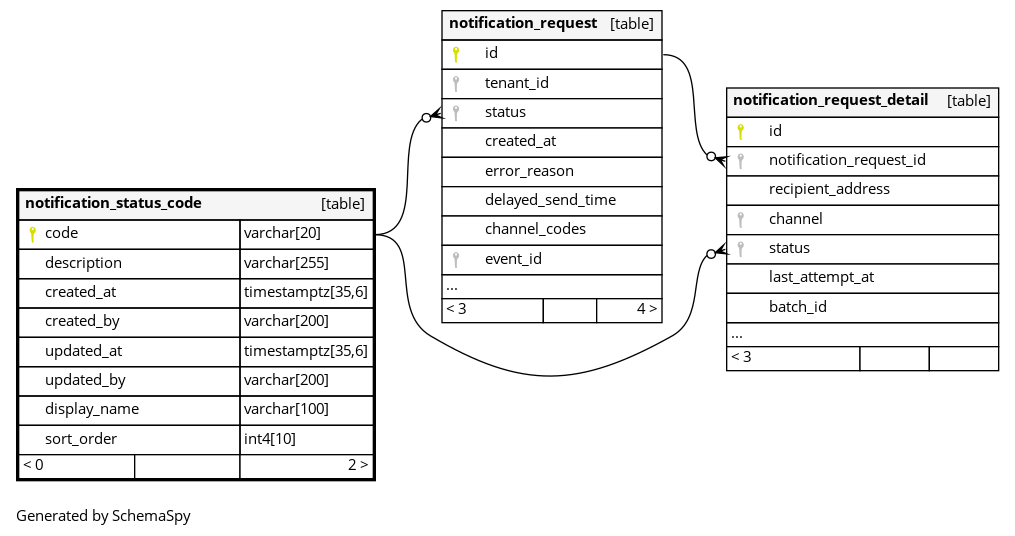 notification_request [table]
id
tenant_id
status
created_at
error_reason
delayed_send_time
channel_codes
event_id
...
< 3 4 >
notification_request_detail [table]
id
notification_request_id
recipient_address
channel
status
last_attempt_at
batch_id
...
< 3
notification_status_code [table]
code varchar[20]
description varchar[255]
created_at timestamptz[35,6]
created_by varchar[200]
updated_at timestamptz[35,6]
updated_by varchar[200]
display_name varchar[100]
sort_order int4[10]
< 0 2 >
Generated by SchemaSpy